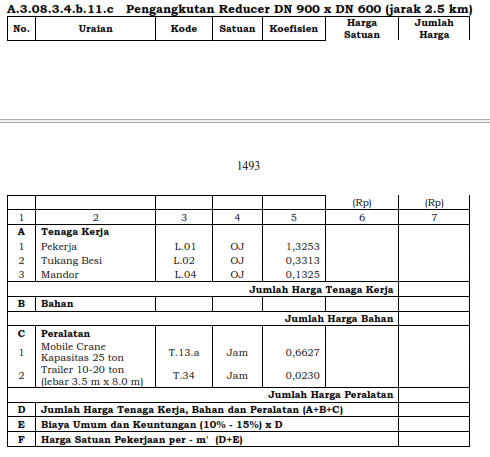 A.3.08.3.4.b.11.c Pengangkutan Reducer DN 900 x DN 600 (jarak 2.5 km)
No. Uraian Kode Satuan Koefisien Harga Satuan Jumlah Harga
1493
(Rp) (Rp)
1 2 3 4 5 6 7
A Tenaga Kerja
1 Pekerja L.01 OJ 1,3253
2 Tukang Besi L.02 OJ 0,3313
3 Mandor L.04 OJ 0,1325
Jumlah Harga Tenaga Kerja
B Bahan
Jumlah Harga Bahan
C Peralatan
1 Mobile Crane Kapasitas 25 ton T.13.a Jam 0,6627
2 Trailer 10-20 ton (lebar 3.5 m x 8.0 m) T.34 Jam 0,0230
Jumlah Harga Peralatan
D Jumlah Harga Tenaga Kerja, Bahan dan Peralatan (A+B+C)
E Biaya Umum dan Keuntungan (10% - 15%) x D
F Harga Satuan Pekerjaan per - m' (D+E)